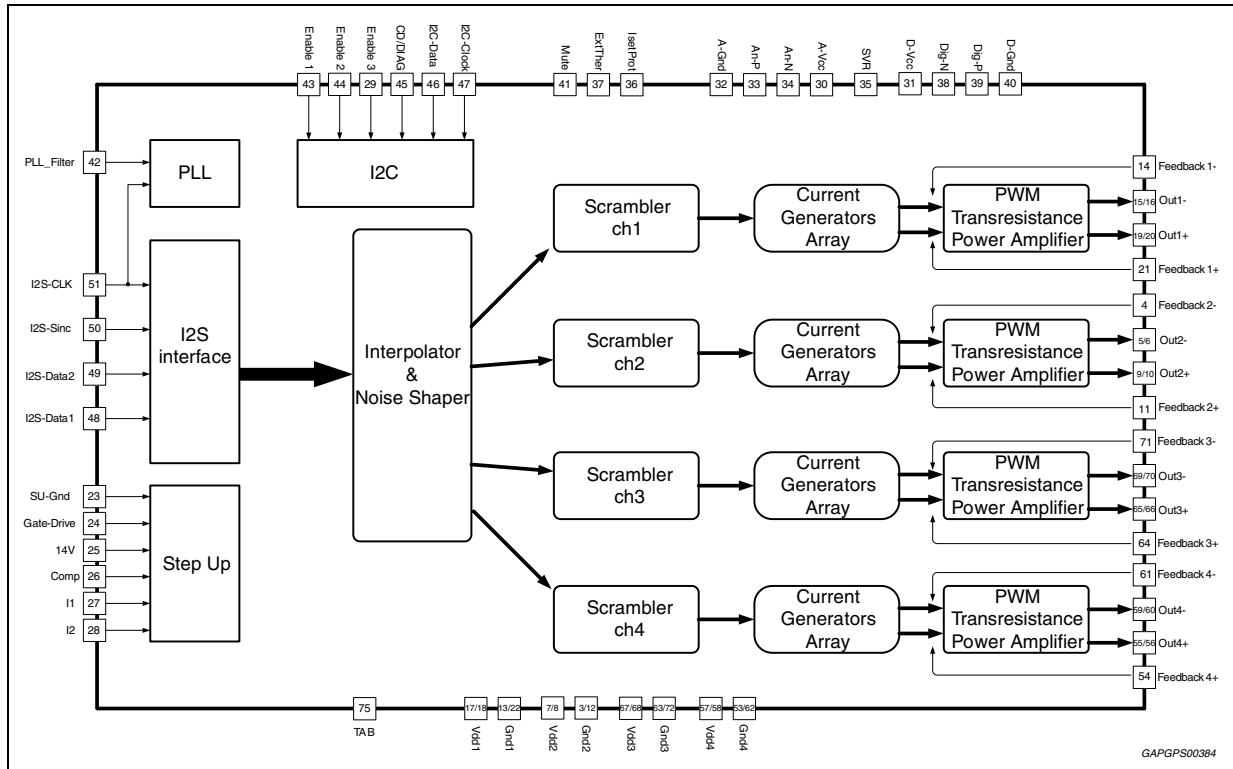 Enable 1
Enable 2
Enable 3
CD/DIAG
I2C-Data
I2C-Clock
Mute
ExtTher
IsetProt
A-Gnd
An-P
An-N
A-Vcc
SVR
D-Vcc
Dig-N
Dig-P
D-Gnd
43
44
29
45
46
47
41
37
36
32
33
34
30
35
31
38
39
40
PLL_Filter
42
PLL
I2C
I2S-CLK
51
I2S-Sinc
50
I2S-Data2
49
I2S-Data1
48
I2S
interface
SU-Gnd
23
Gate-Drive
24
14V
25
Comp
26
I1
27
I2
28
Step Up
Interpolator
&
Noise Shaper
Scrambler
ch1
Current
Generators
Array
PWM
Transresistance
Power Amplifier
14
Feedback 1-
15/16
Out1-
19/20
Out1+
21
Feedback 1+
Scrambler
ch2
Current
Generators
Array
PWM
Transresistance
Power Amplifier
4
Feedback 2-
5/6
Out2-
9/10
Out2+
11
Feedback 2+
Scrambler
ch3
Current
Generators
Array
PWM
Transresistance
Power Amplifier
71
Feedback 3-
69/70
Out3-
65/66
Out3+
64
Feedback 3+
Scrambler
ch4
Current
Generators
Array
PWM
Transresistance
Power Amplifier
61
Feedback 4-
59/60
Out4-
55/56
Out4+
54
Feedback 4+
75
17/18
13/22
7/8
3/12
67/68
63/72
57/58
53/62
TAB
Vdd1
Gnd1
Vdd2
Gnd2
Vdd3
Gnd3
Vdd4
Gnd4
GAPGPS00384